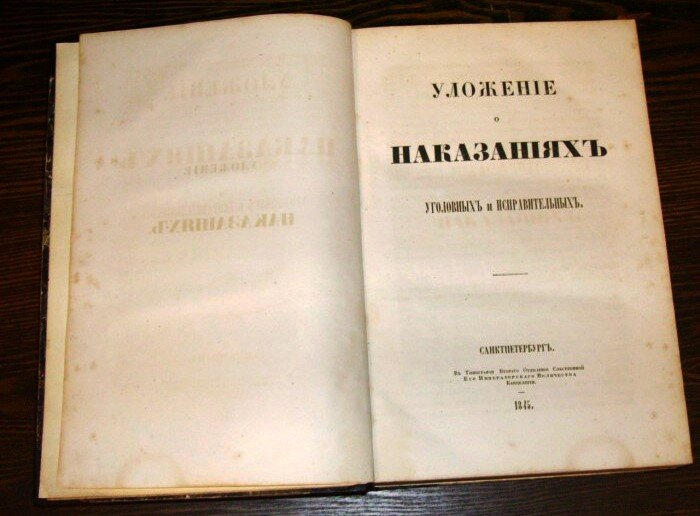 УЛОЖЕНІЕ
О
НАКАЗАНІЯХЪ
УГОЛОВНЫХЪ И ИСПРАВИТЕЛЬНЫХЪ.
САНКТПЕТЕРБУРГЪ.
Въ Типографіи Втораго Отдѣленія Собственной
Его Императорскаго Величества
Канцеляріи.
1845.